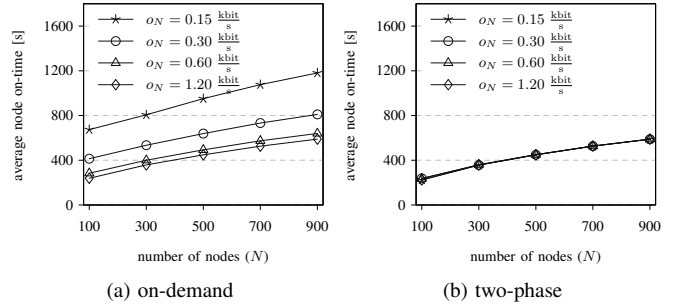 1600
1200
800
400
0
average node on-time [s]
o_N = 0.15 kbit/s
o_N = 0.30 kbit/s
o_N = 0.60 kbit/s
o_N = 1.20 kbit/s
100 300 500 700 900
number of nodes (N)
(a) on-demand
1600
1200
800
400
0
average node on-time [s]
o_N = 0.15 kbit/s
o_N = 0.30 kbit/s
o_N = 0.60 kbit/s
o_N = 1.20 kbit/s
100 300 500 700 900
number of nodes (N)
(b) two-phase